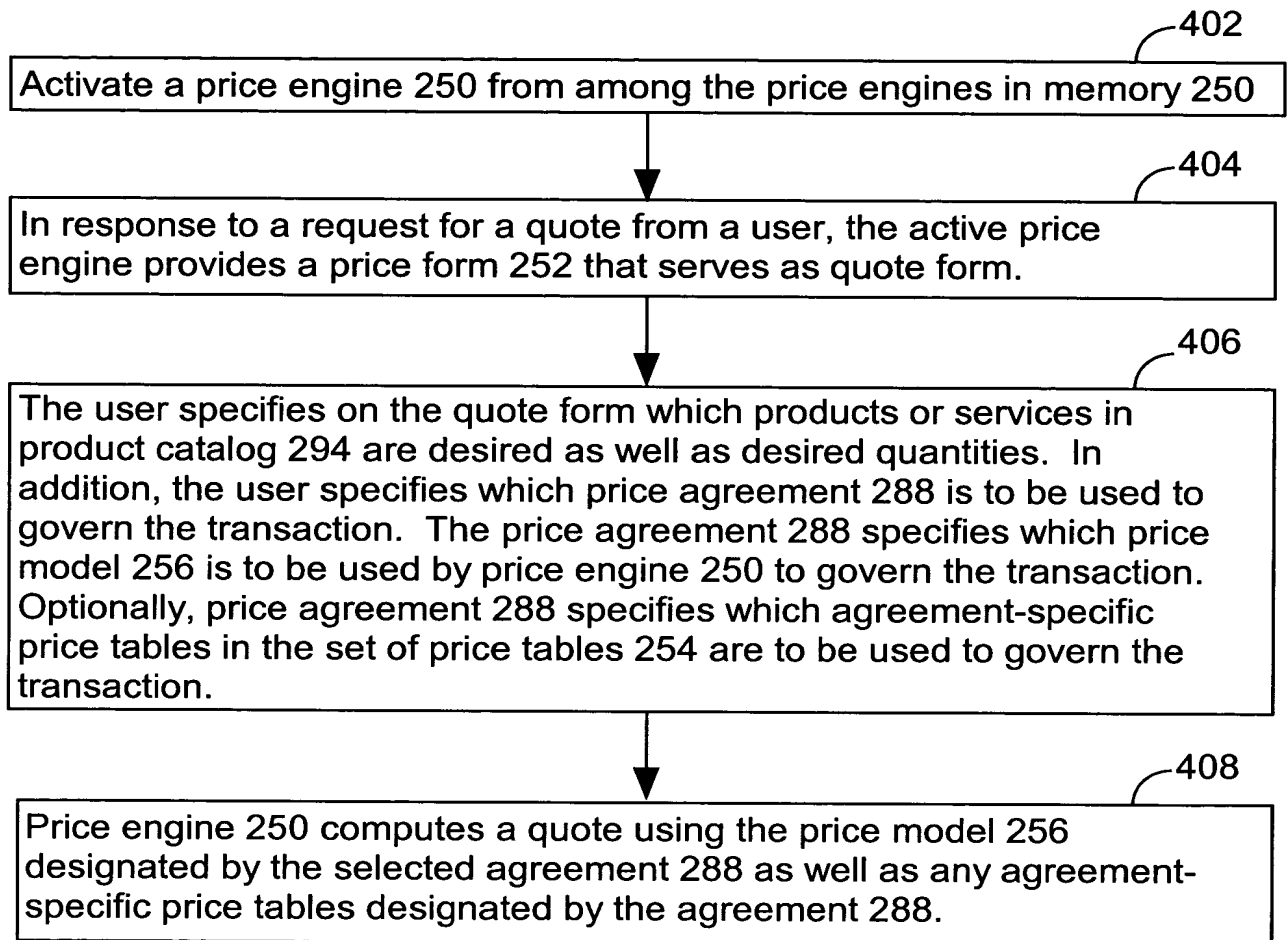 402
Activate a price engine 250 from among the price engines in memory 250
404
In response to a request for a quote from a user, the active price
engine provides a price form 252 that serves as quote form.
406
The user specifies on the quote form which products or services in
product catalog 294 are desired as well as desired quantities.  In
addition, the user specifies which price agreement 288 is to be used to
govern the transaction.  The price agreement 288 specifies which price
model 256 is to be used by price engine 250 to govern the transaction.
Optionally, price agreement 288 specifies which agreement-specific
price tables in the set of price tables 254 are to be used to govern the
transaction.
408
Price engine 250 computes a quote using the price model 256
designated by the selected agreement 288 as well as any agreement-
specific price tables designated by the agreement 288.